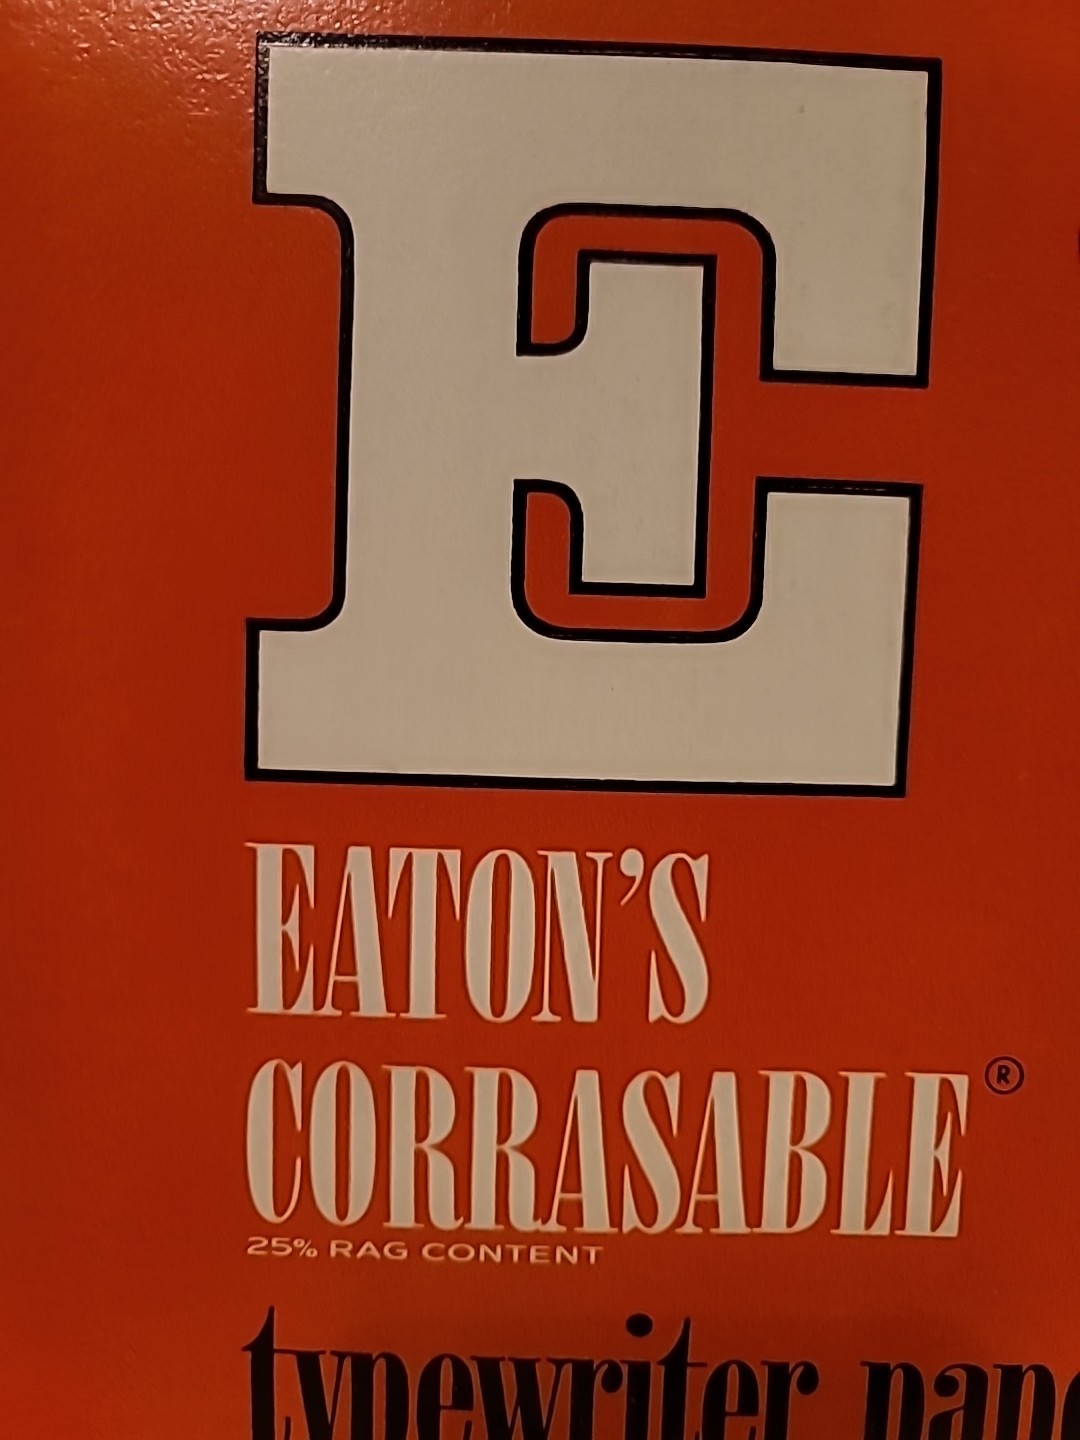 E
EATON'S
CORRASABLE®
25% RAG CONTENT
typewriter